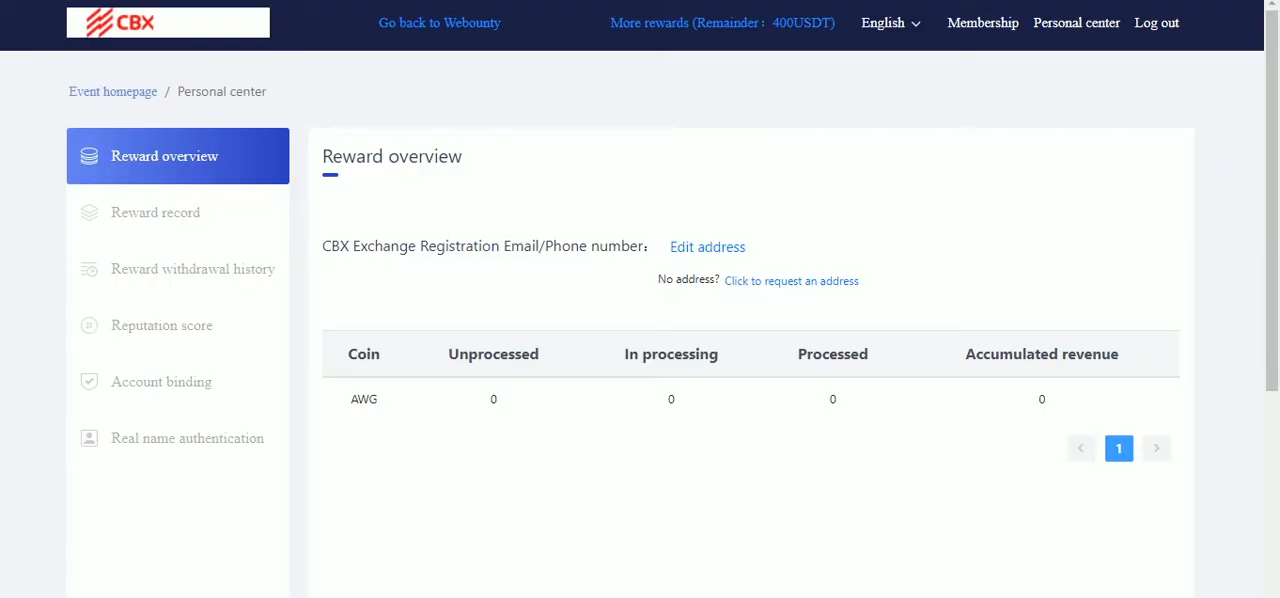 CBX
Go back to Webounty
More rewards (Remainder： 400USDT)
English
Membership
Personal center
Log out
Event homepage / Personal center
Reward overview
Reward record
Reward withdrawal history
Reputation score
Account binding
Real name authentication
Reward overview
CBX Exchange Registration Email/Phone number： Edit address
No address? Click to request an address
Coin Unprocessed In processing Processed Accumulated revenue
AWG 0 0 0 0
< 1 >